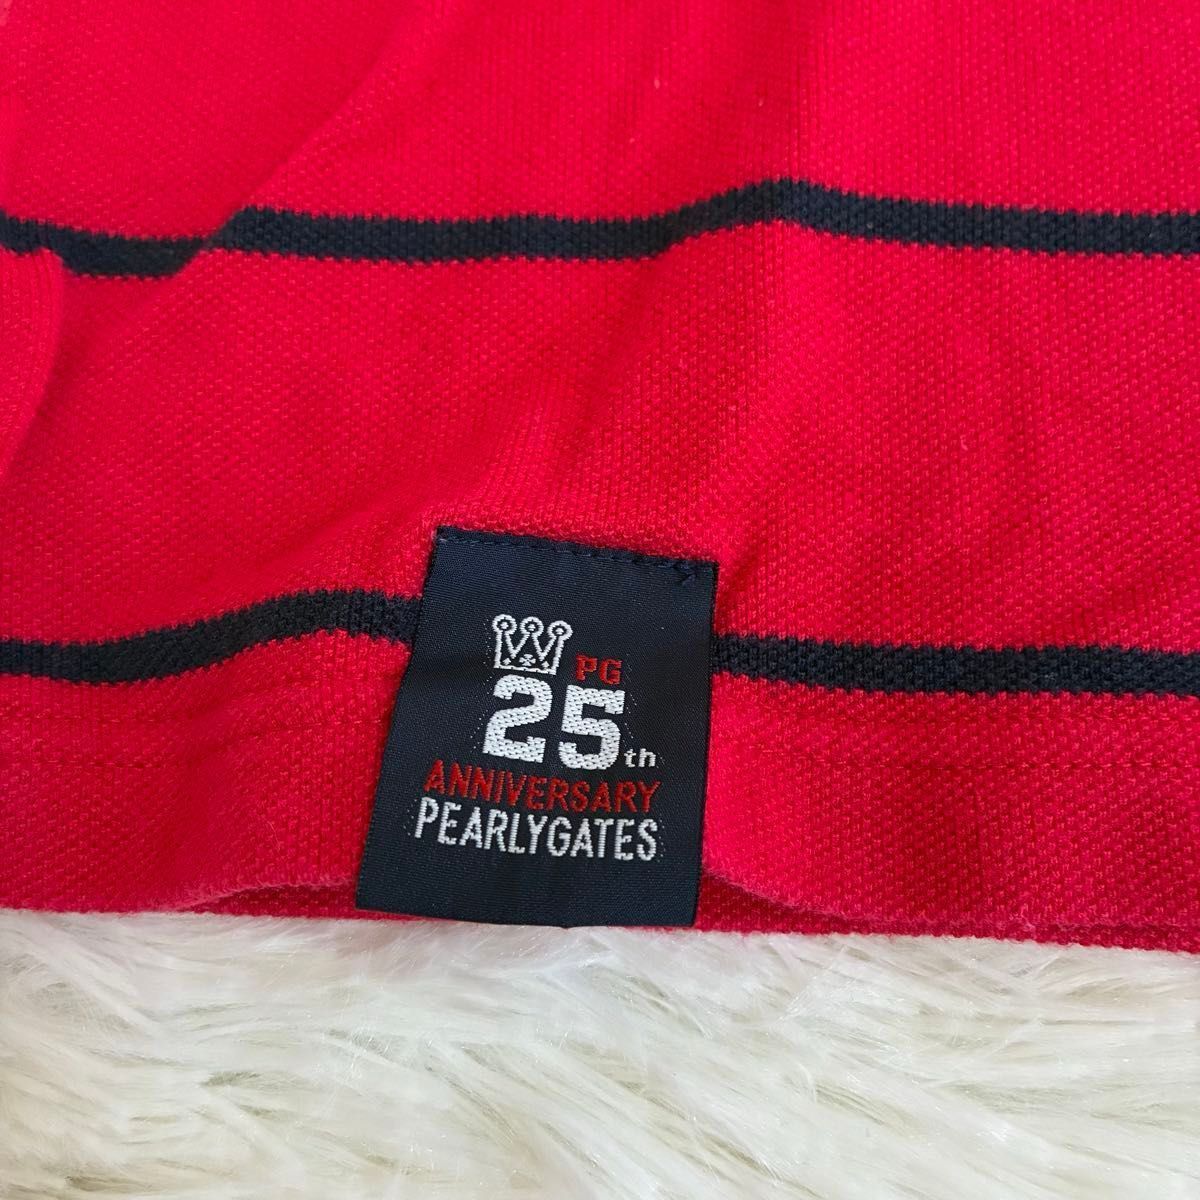 PG
25th
ANNIVERSARY
PEARLYGATES